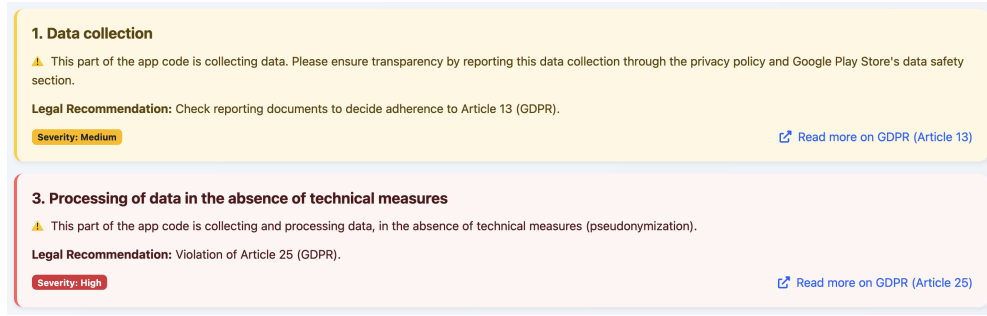 1. Data collection
⚠ This part of the app code is collecting data. Please ensure transparency by reporting this data collection through the privacy policy and Google Play Store's data safety
section.
Legal Recommendation: Check reporting documents to decide adherence to Article 13 (GDPR).
Severity: Medium
Read more on GDPR (Article 13)
3. Processing of data in the absence of technical measures
⚠ This part of the app code is collecting and processing data, in the absence of technical measures (pseudonymization).
Legal Recommendation: Violation of Article 25 (GDPR).
Severity: High
Read more on GDPR (Article 25)